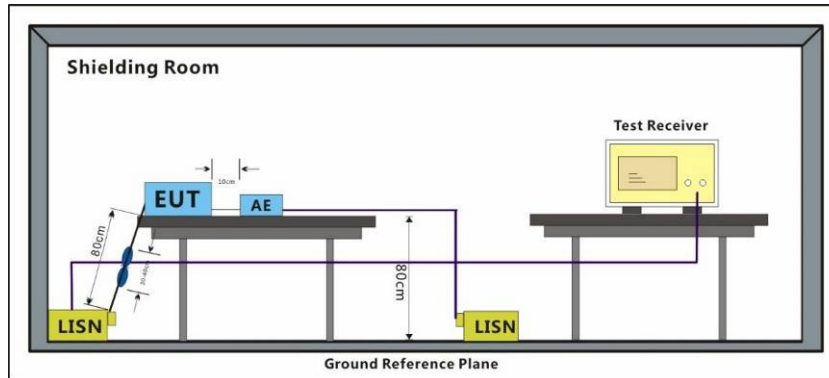 Shielding Room
Test Receiver
10cm
EUT
AE
80cm
80cm
LISN
LISN
Ground Reference Plane